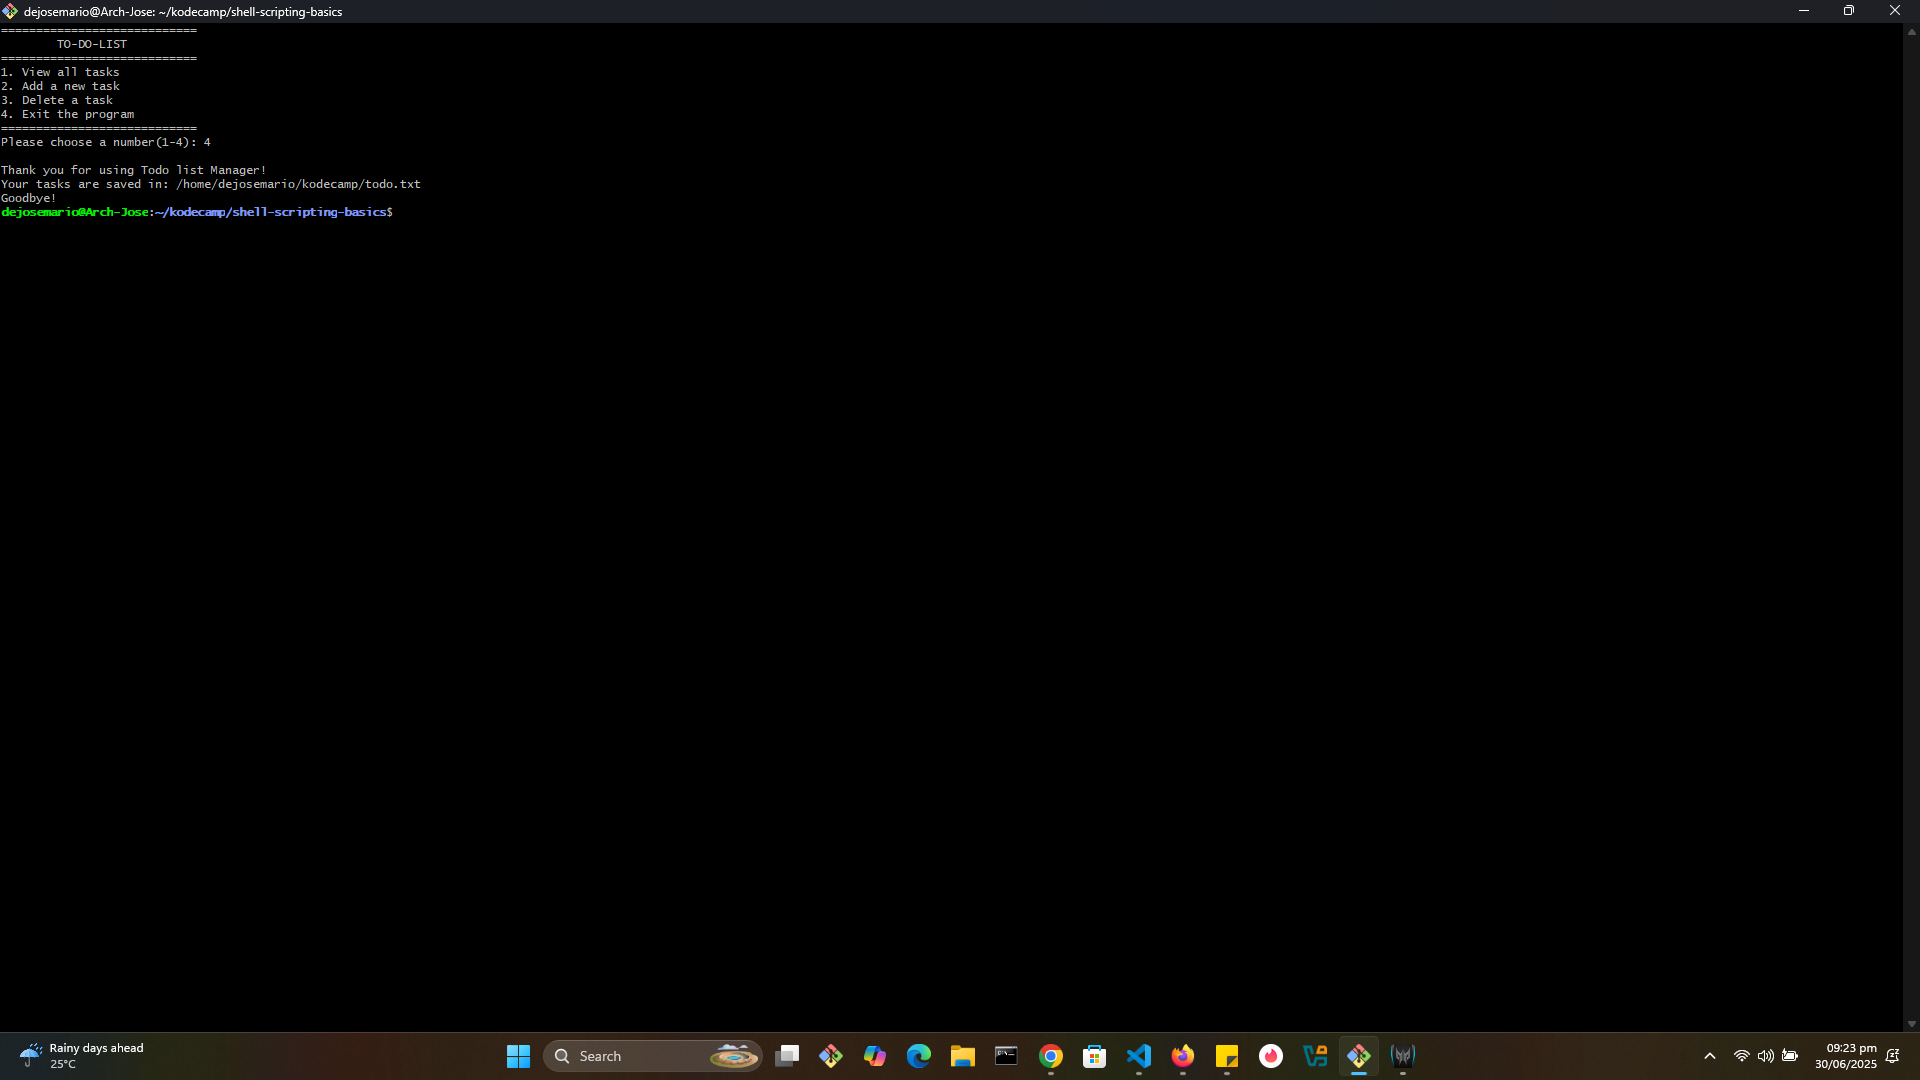 dejosemario@Arch-Jose: ~/kodecamp/shell-scripting-basics
============================
TO-DO-LIST
============================
1. View all tasks
2. Add a new task
3. Delete a task
4. Exit the program
============================
Please choose a number(1-4): 4
Thank you for using Todo list Manager!
Your tasks are saved in: /home/dejosemario/kodecamp/todo.txt
Goodbye!
dejosemario@Arch-Jose:~/kodecamp/shell-scripting-basics$
Rainy days ahead
25°C
Search
09:23 pm
30/06/2025